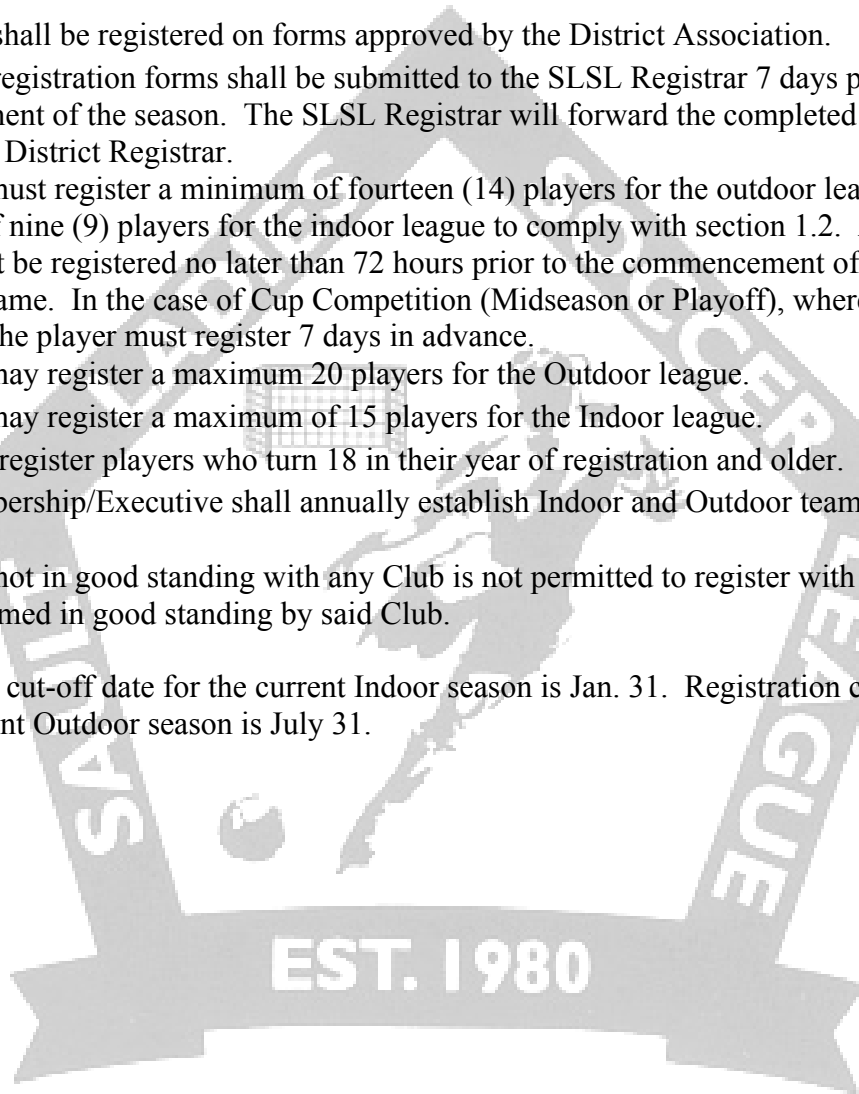 shall be registered on forms approved by the District Association.
registration forms shall be submitted to the SLSL Registrar 7 days p
nent of the season. The SLSL Registrar will forward the completed
District Registrar.
nust register a minimum of fourteen (14) players for the outdoor lea
f nine (9) players for the indoor league to comply with section 1.2.
t be registered no later than 72 hours prior to the commencement of
ame. In the case of Cup Competition (Midseason or Playoff), where
he player must register 7 days in advance.
nay register a maximum 20 players for the Outdoor league.
nay register a maximum of 15 players for the Indoor league.
register players who turn 18 in their year of registration and older.
bership/Executive shall annually establish Indoor and Outdoor team
not in good standing with any Club is not permitted to register with
med in good standing by said Club.
cut-off date for the current Indoor season is Jan. 31. Registration c
nt Outdoor season is July 31.
SAULT
LADIES
SOCCER
LEAGUE
EST. 1980